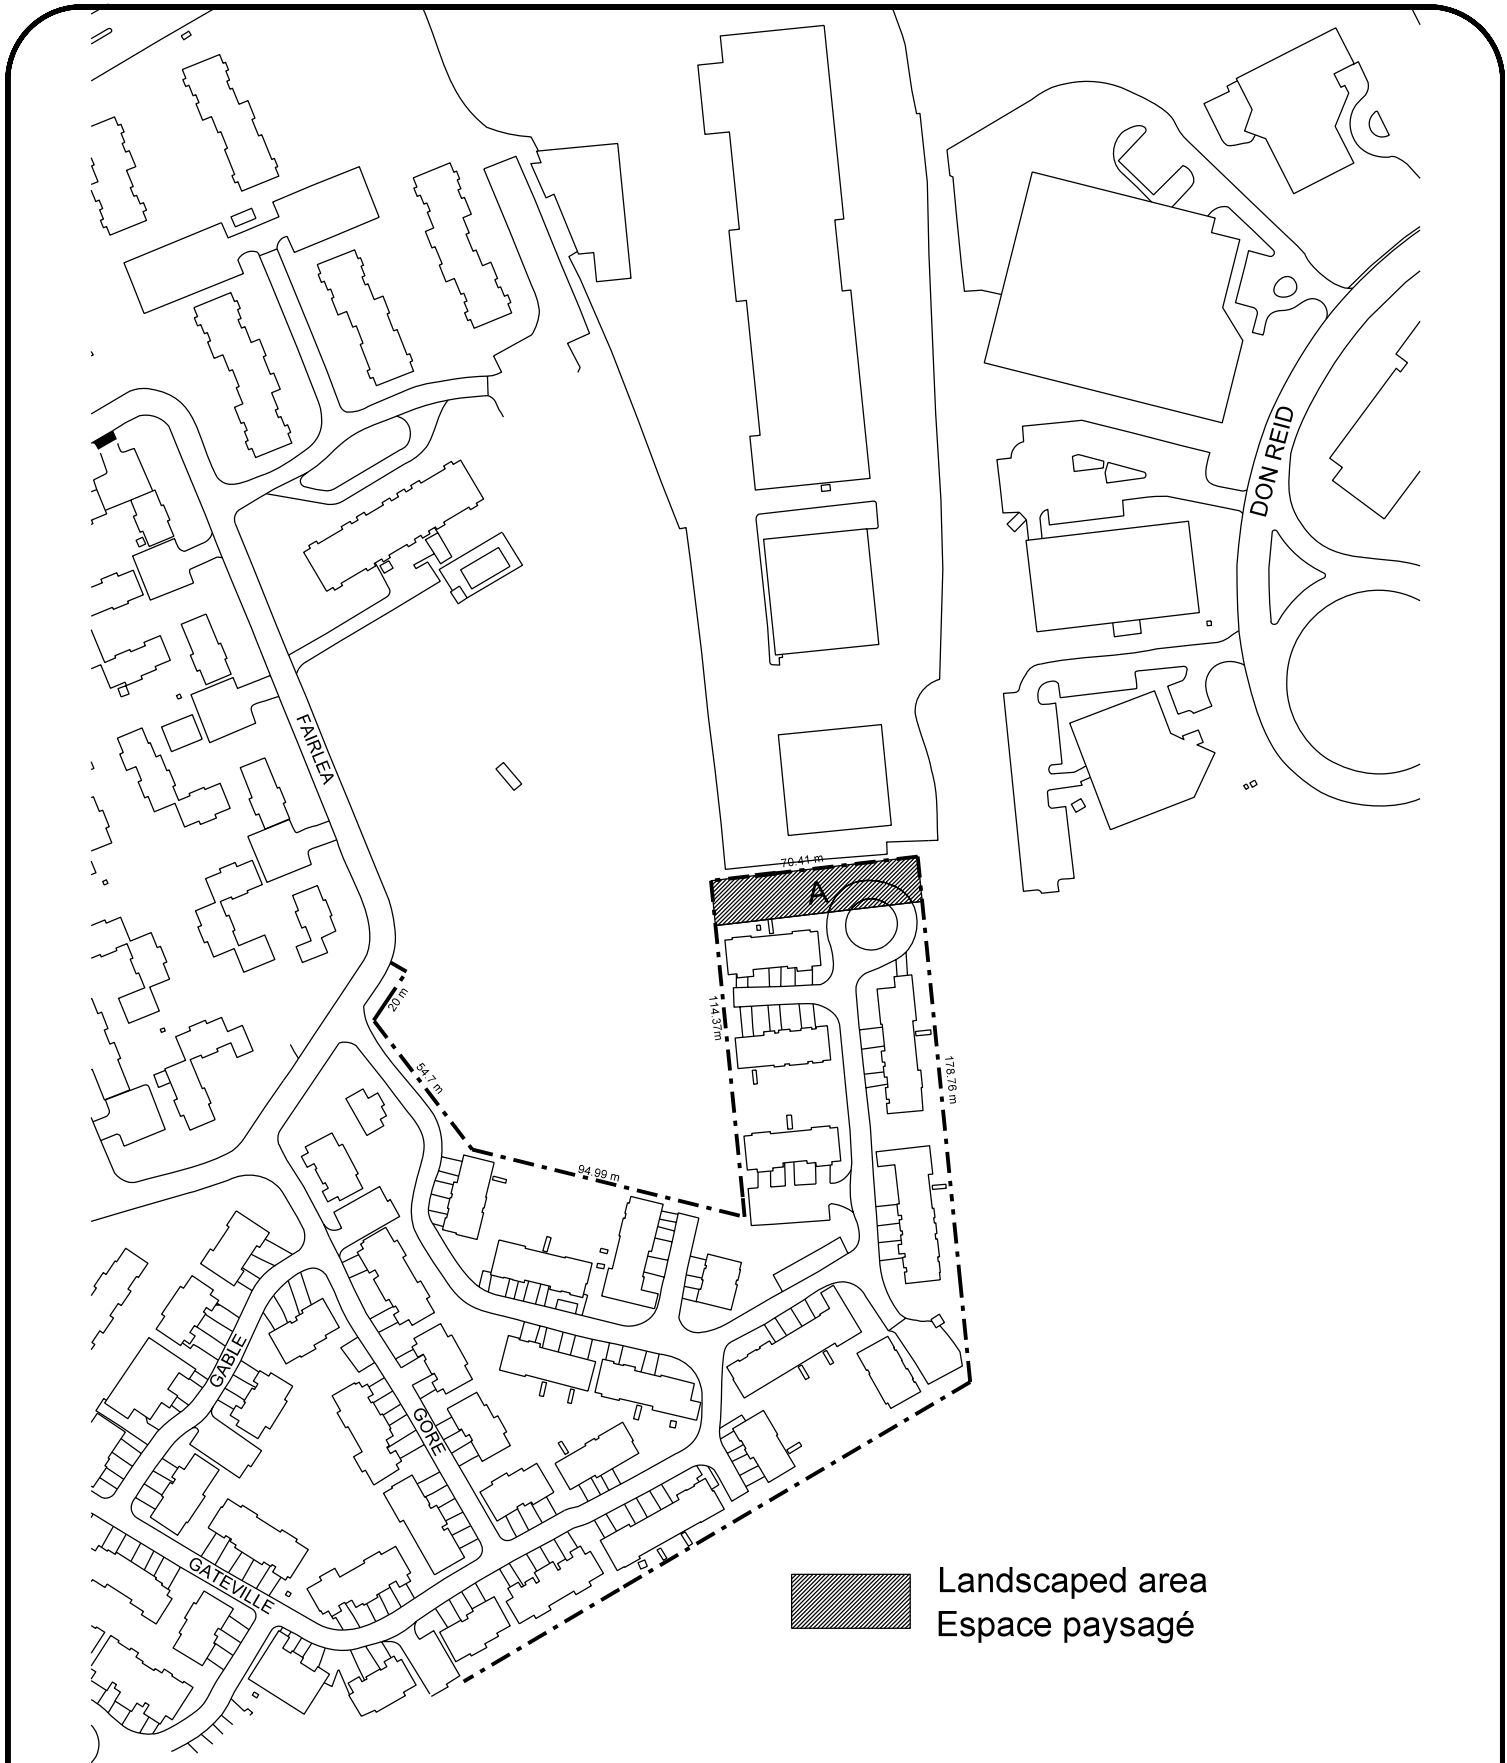 DON REID
FAIRLEA
70.41 m
A
20 m
114.37m
54.7 m
178.76 m
94.99 m
GABLE
GORE
GATEVILLE
Landscaped area
Espace paysagé